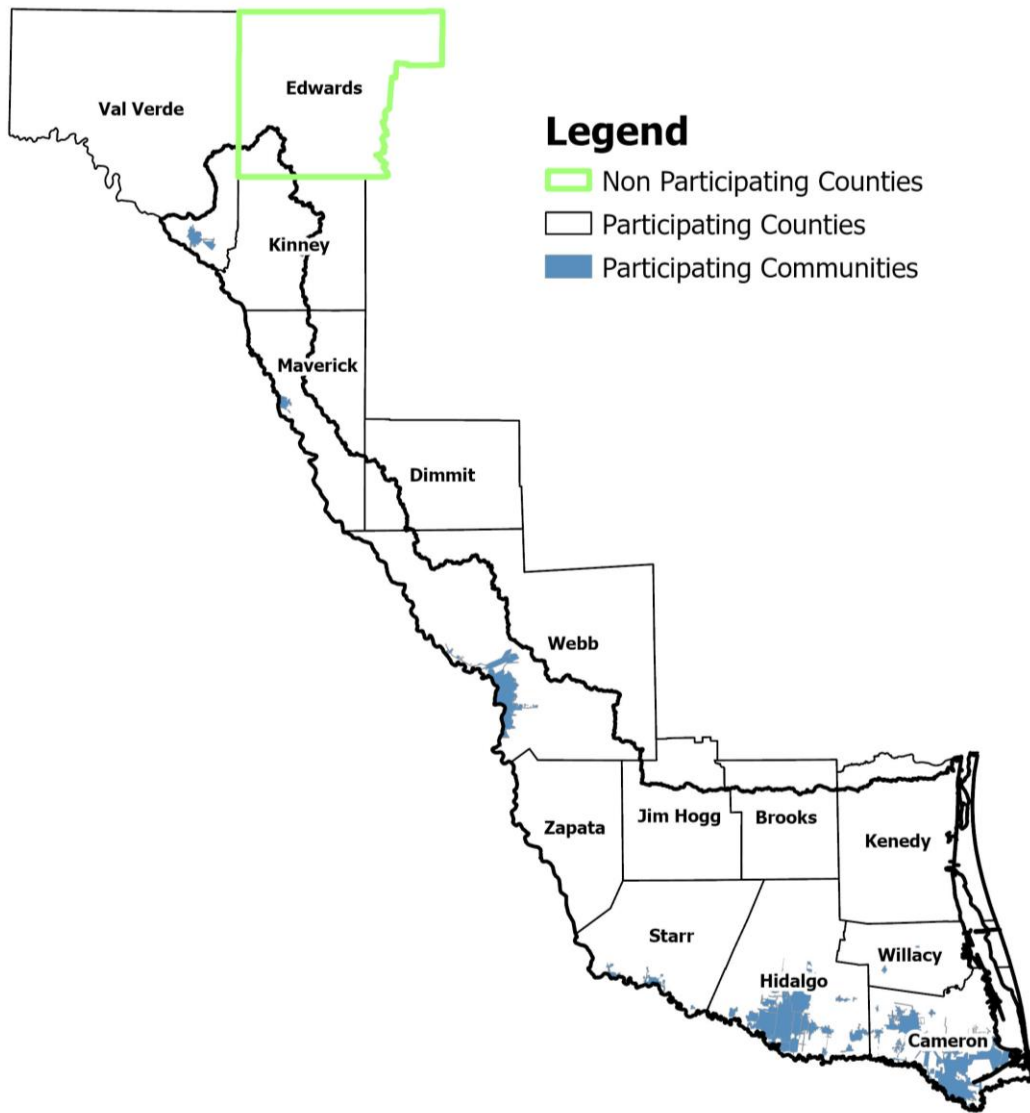 Edwards
Val Verde
Legend
Non Participating Counties
Participating Counties
Participating Communities
Kinney
Maverick
Dimmit
Webb
Zapata
Jim Hogg
Brooks
Kenedy
Starr
Willacy
Hidalgo
Cameron